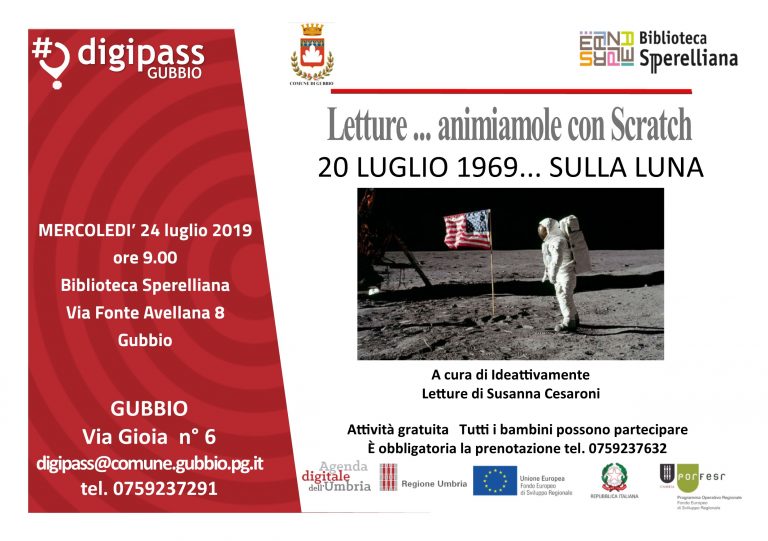 # digipass
GUBBIO
MERCOLEDI' 24 luglio 2019
ore 9.00
Biblioteca Sperelliana
Via Fonte Avellana 8
Gubbio
GUBBIO
Via Gioia n° 6
digipass@comune.gubbio.pg.it
tel. 0759237291
COMUNE DI GUBBIO
Biblioteca
Sperelliana
Letture ... animiamole con Scratch
20 LUGLIO 1969... SULLA LUNA
A cura di Ideattivamente
Letture di Susanna Cesaroni
Attività gratuita Tutti i bambini possono partecipare
È obbligatoria la prenotazione tel. 0759237632
Agenda
digitale
dell'Umbria
Regione Umbria
Unione Europea
Fondo Europeo
di Sviluppo Regionale
REPUBBLICA ITALIANA
porfesr
Programma Operativo Regionale
Fondo Europeo
di Sviluppo Regionale